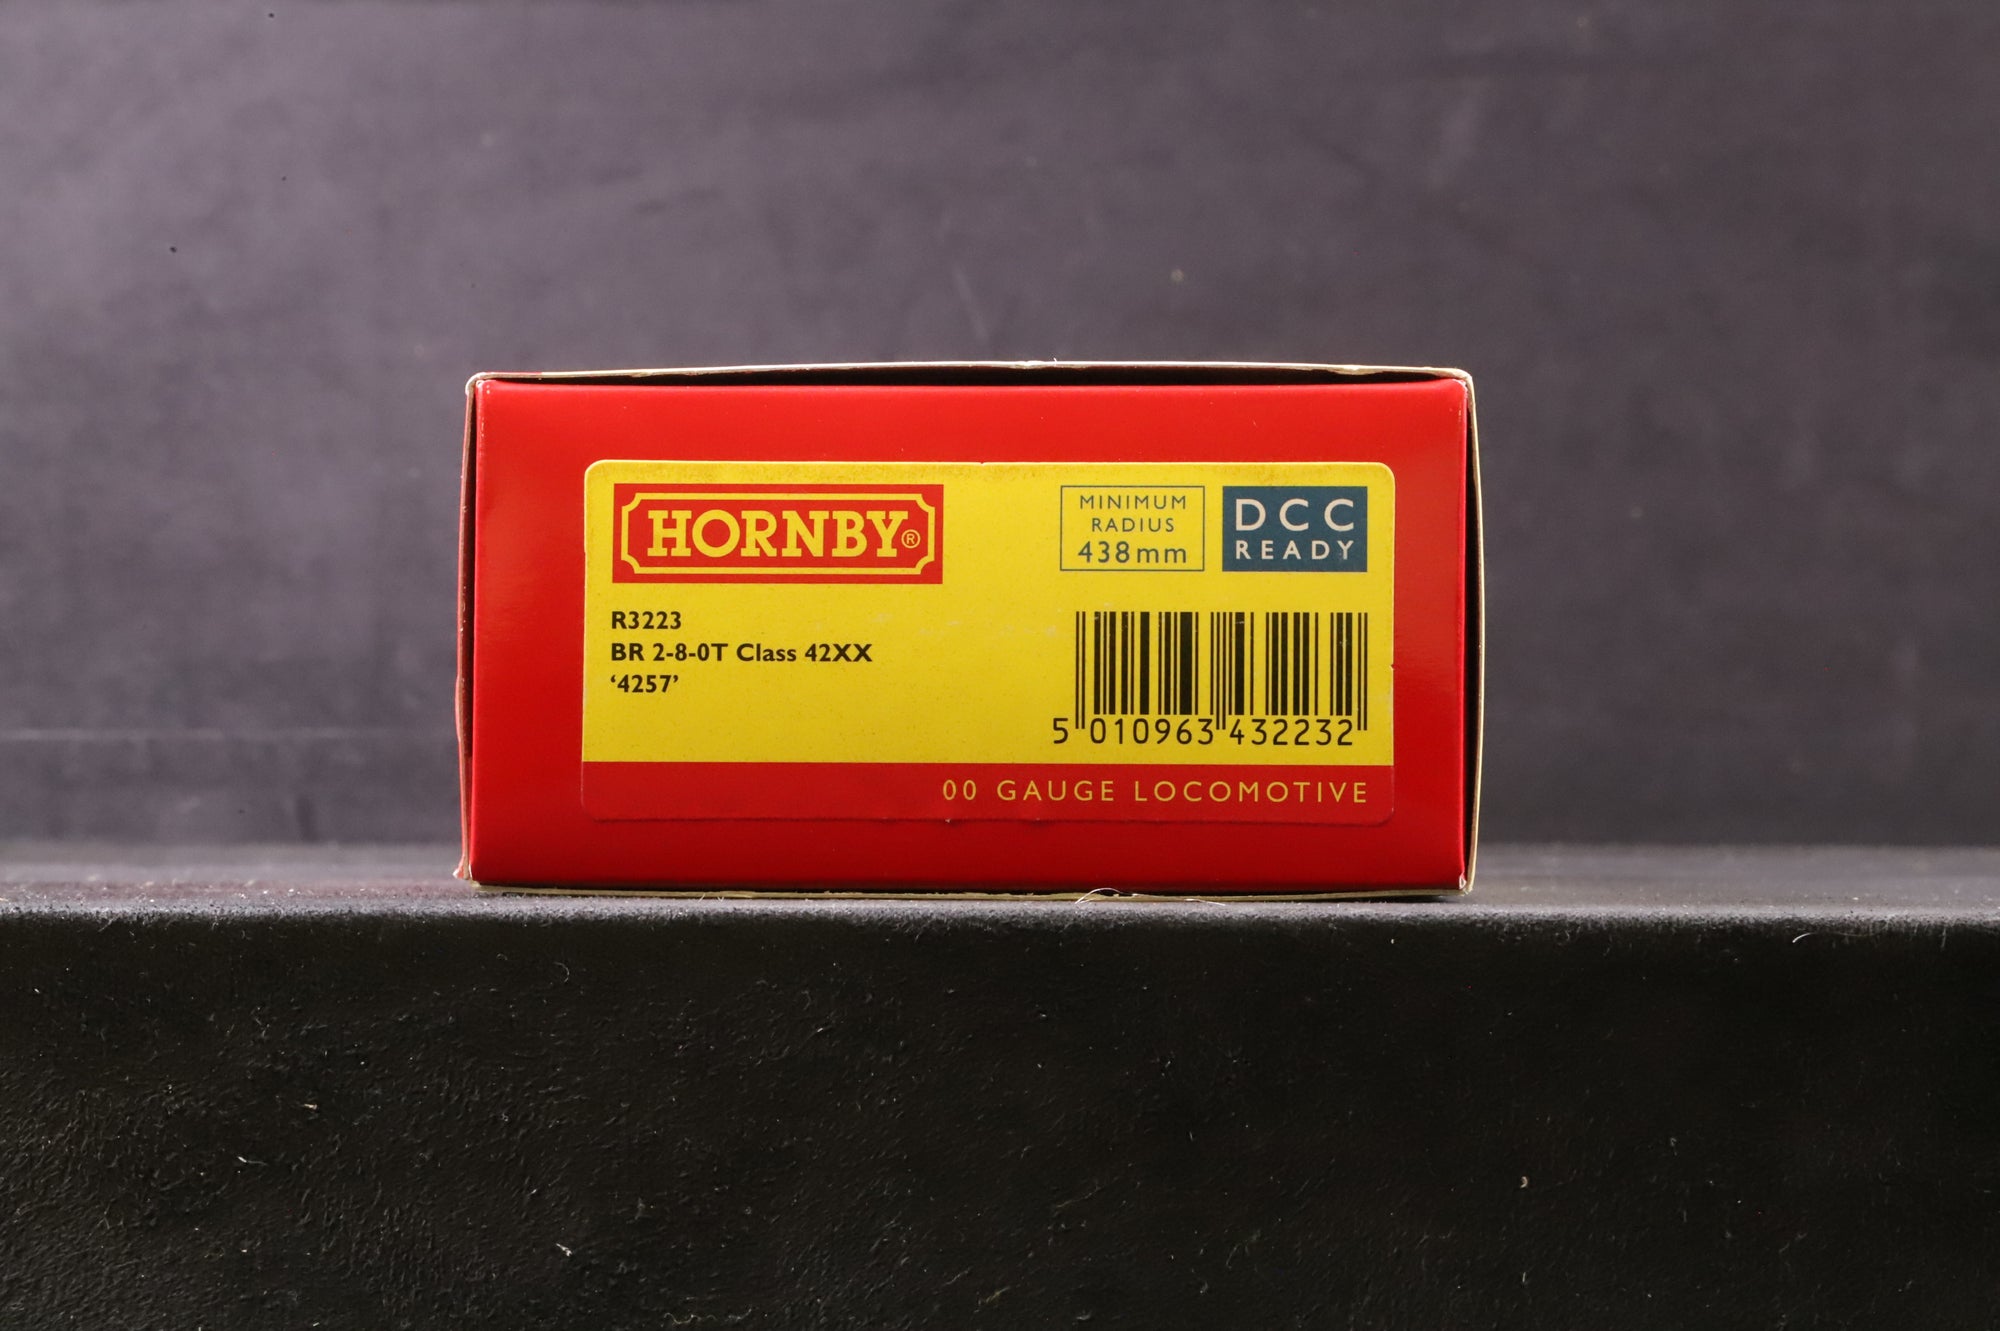 HORNBY®
MINIMUM
RADIUS
438mm
DCC
READY
R3223
BR 2-8-0T Class 42XX
‘4257’
5 010963 432232
00 GAUGE LOCOMOTIVE